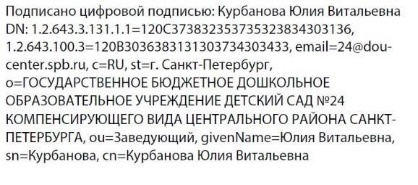 Подписано цифровой подписью: Курбанова Юлия Витальевна
DN: 1.2.643.3.131.1.1=120C373832353735323834303136,
1.2.643.100.3=120B303638313130373430​3433, email=24@dou-
center.spb.ru, c=RU, st=г. Санкт-Петербург,
o=ГОСУДАРСТВЕННОЕ БЮДЖЕТНОЕ ДОШКОЛЬНОЕ
ОБРАЗОВАТЕЛЬНОЕ УЧРЕЖДЕНИЕ ДЕТСКИЙ САД №24
КОМПЕНСИРУЮЩЕГО ВИДА ЦЕНТРАЛЬНОГО РАЙОНА САНКТ-
ПЕТЕРБУРГА, ou=Заведующий, givenName=Юлия Витальевна,
sn=Курбанова, cn=Курбанова Юлия Витальевна